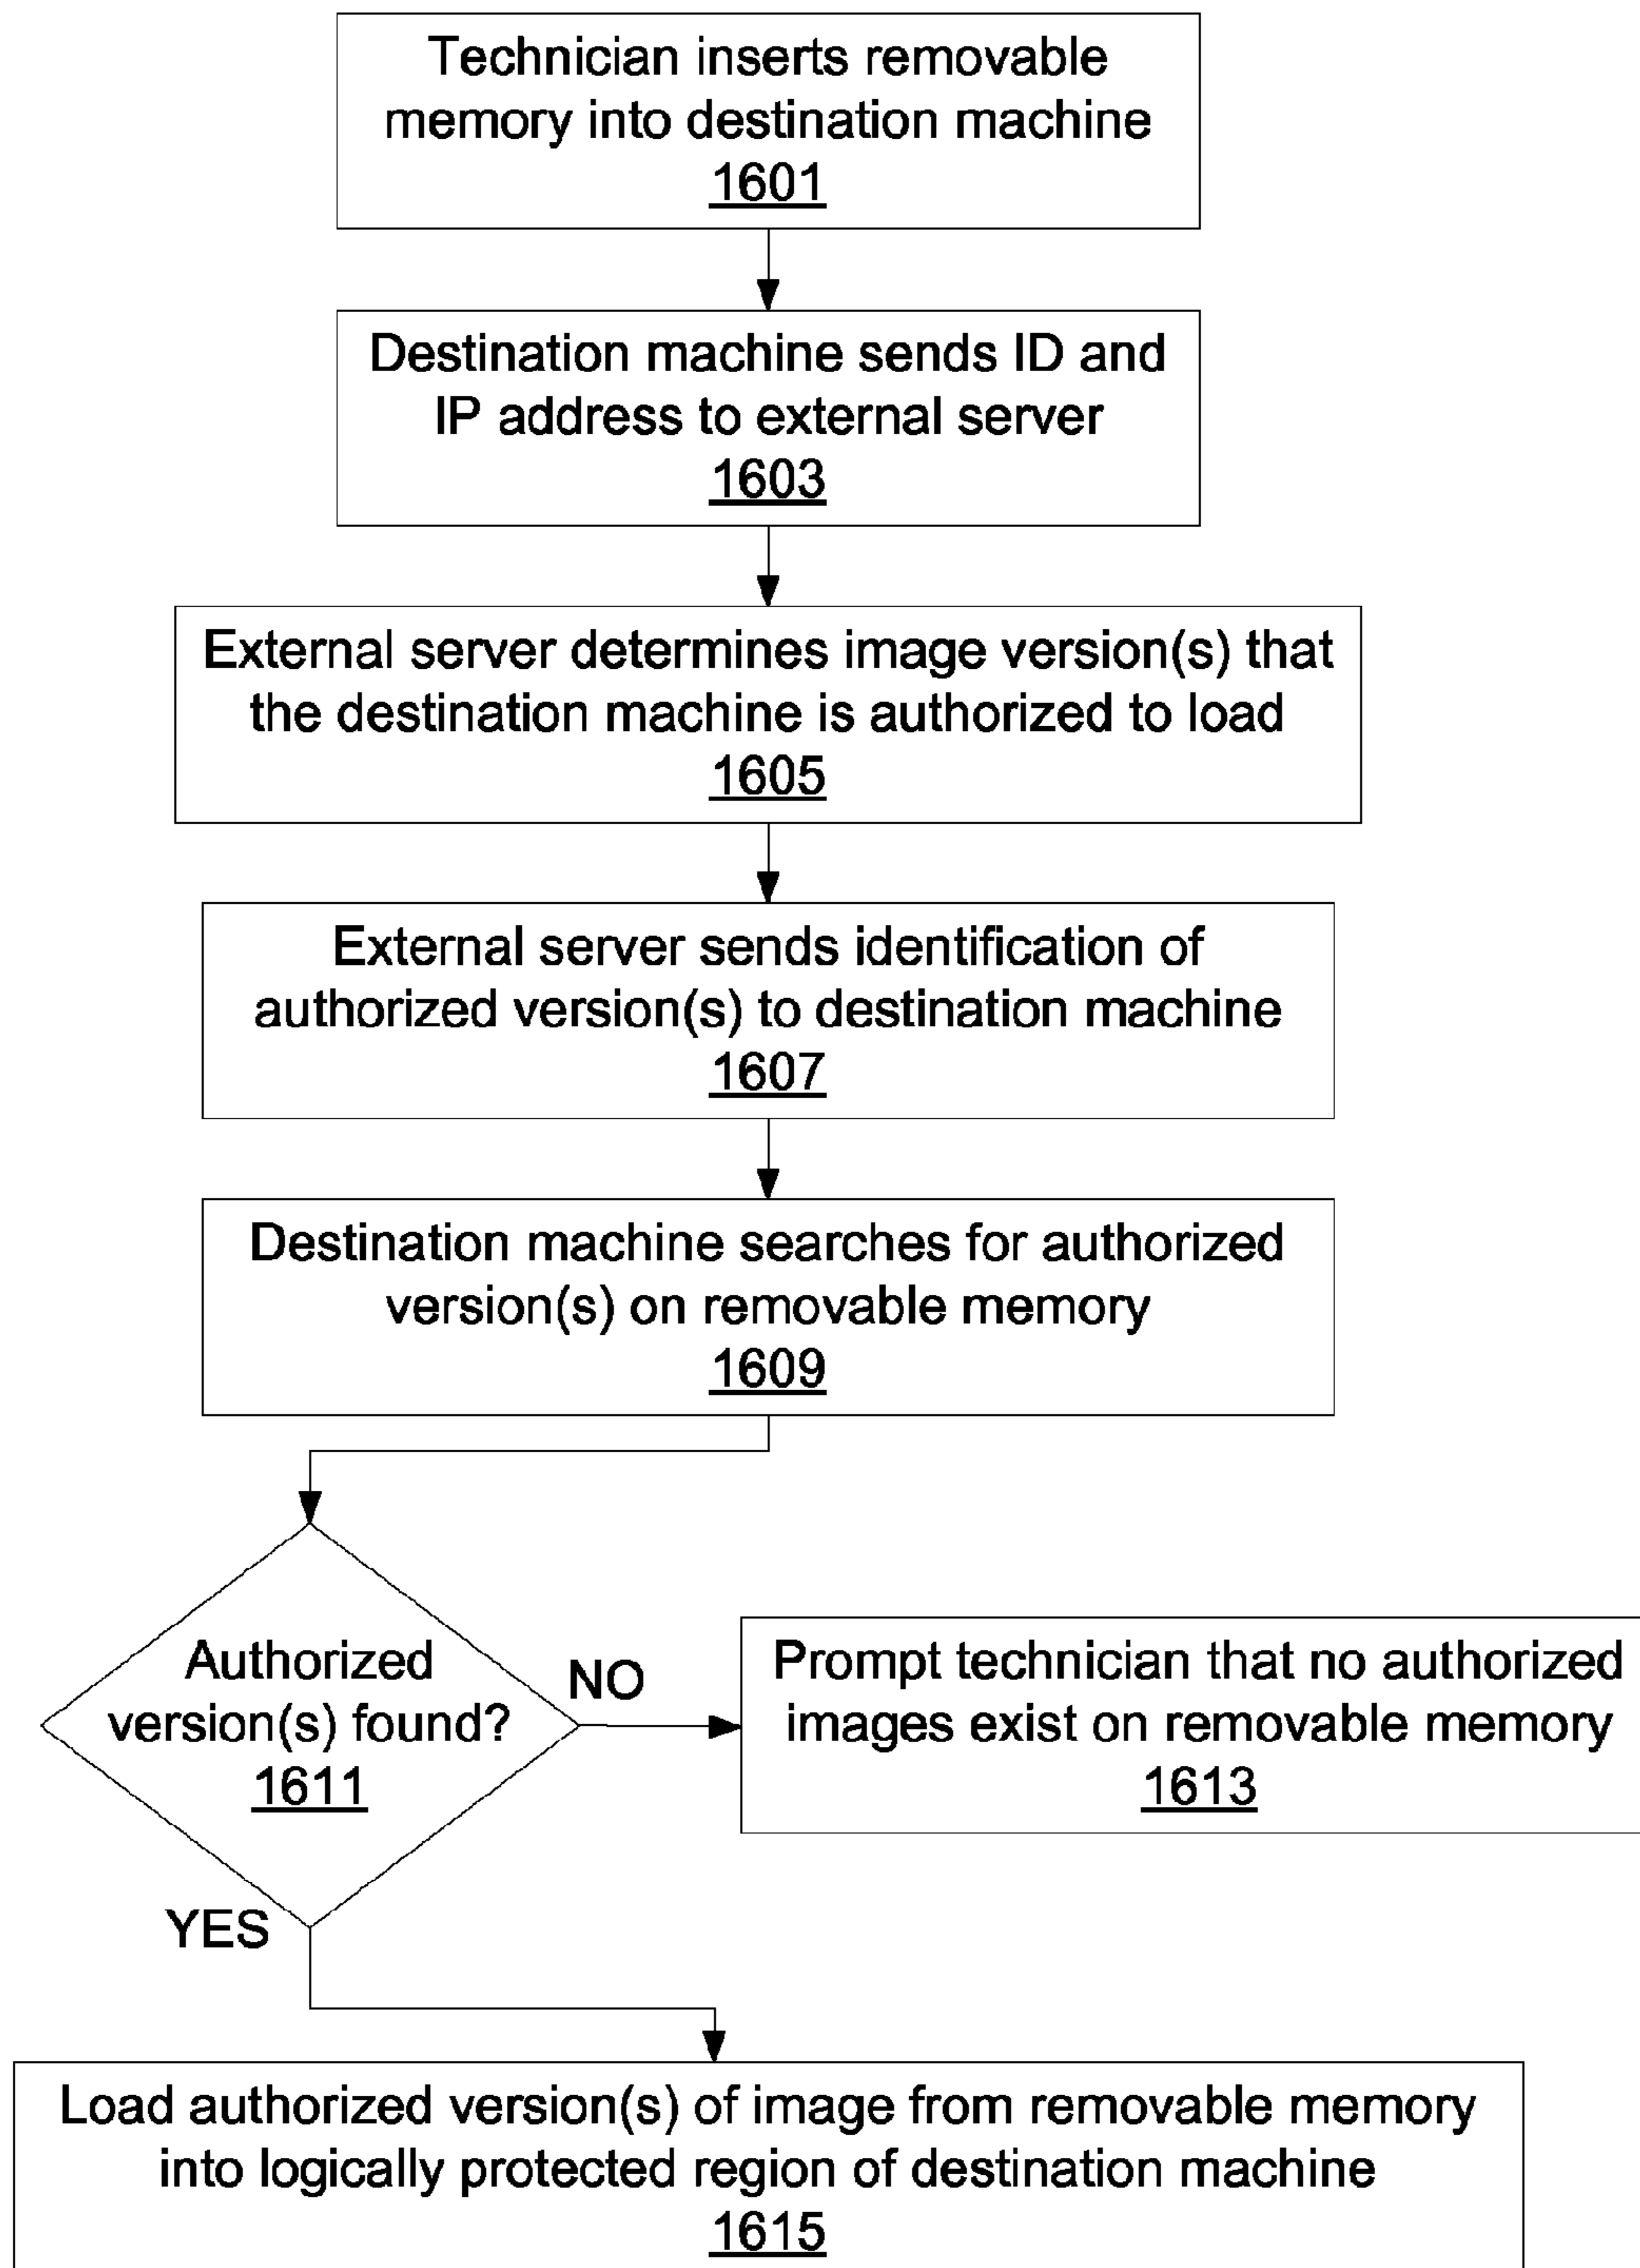 Technician inserts removable
memory into destination machine
1601
Destination machine sends ID and
IP address to external server
1603
External server determines image version(s) that
the destination machine is authorized to load
1605
External server sends identification of
authorized version(s) to destination machine
1607
Destination machine searches for authorized
version(s) on removable memory
1609
Authorized
version(s) found?
1611
NO
Prompt technician that no authorized
images exist on removable memory
1613
YES
Load authorized version(s) of image from removable memory
into logically protected region of destination machine
1615